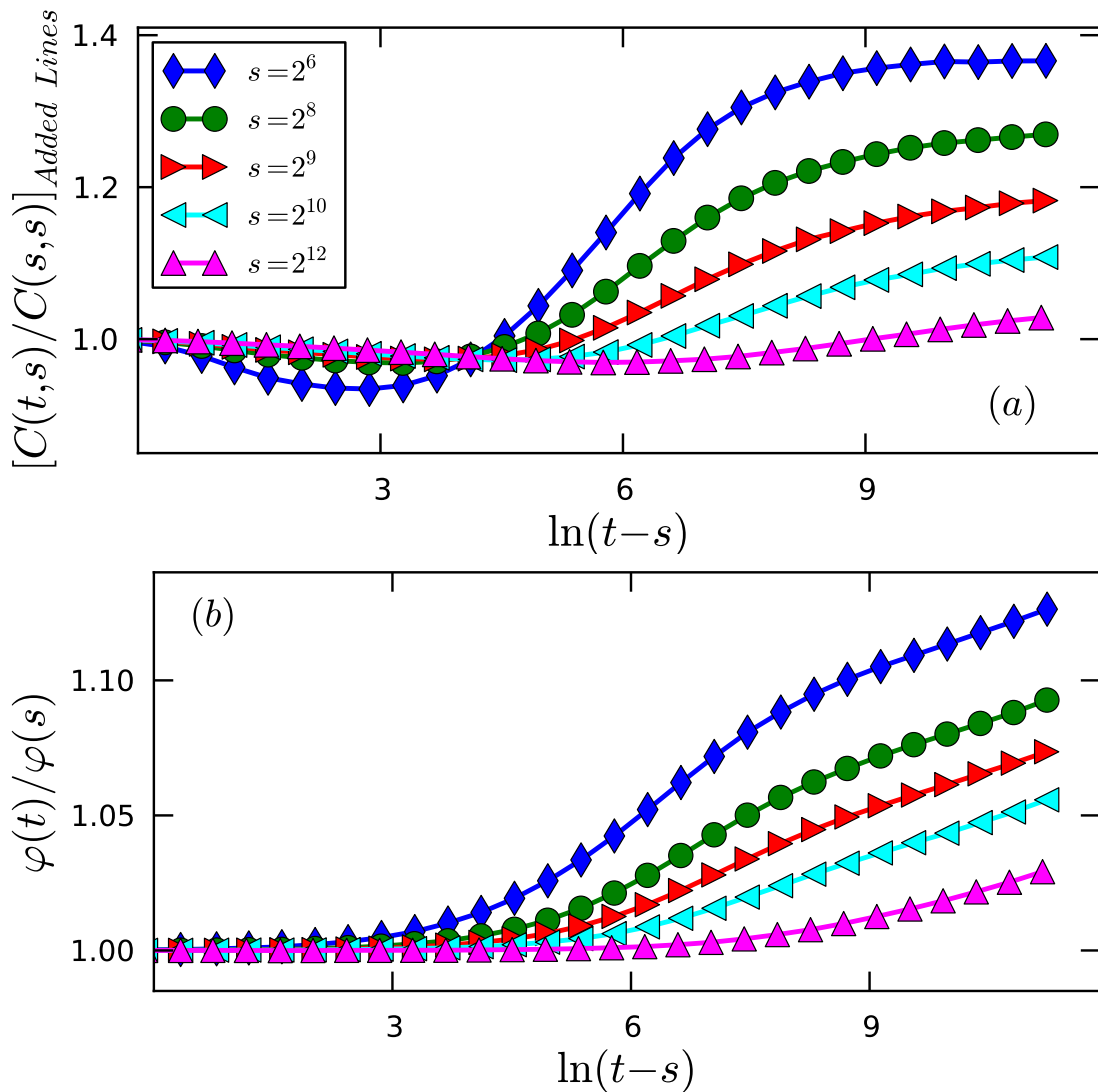 [C(t,s)/C(s,s)]_{Added Lines}
1.4
1.2
1.0
s=2^6
s=2^8
s=2^9
s=2^{10}
s=2^{12}
(a)
3 6 9
ln(t−s)
φ(t)/φ(s)
(b)
1.10
1.05
1.00
3 6 9
ln(t−s)